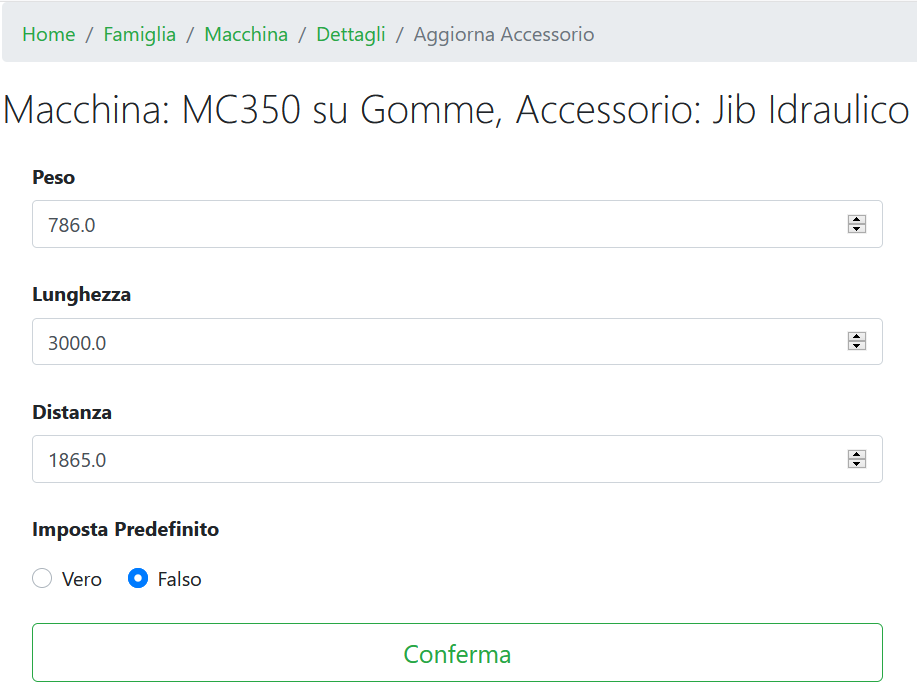 Home / Famiglia / Macchina / Dettagli / Aggiorna Accessorio
Macchina: MC350 su Gomme, Accessorio: Jib Idraulico
Peso
786.0
Lunghezza
3000.0
Distanza
1865.0
Imposta Predefinito
Vero Falso
Conferma